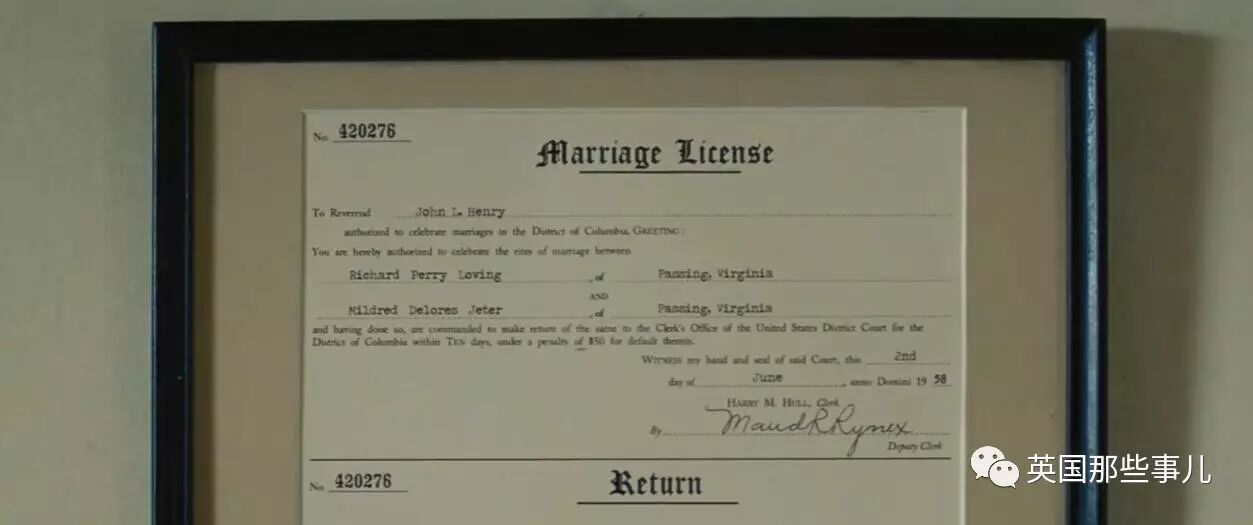 No. 420276
Marriage License
To Reverend John L. Henry
authorized to celebrate marriages in the District of Columbia, GREETING:
You are hereby authorized to celebrate the rites of marriage between
Richard Perry Loving , of Passing, Virginia
AND
Mildred Delores Jeter , of Passing, Virginia
and having done so, are commanded to make return of the same to the Clerk's Office of the United States District Court for the
District of Columbia within TEN days, under a penalty of $50 for default therein.
WITNESS my hand and seal of said Court, this 2nd
day of June , anno Domini 19 58
HARRY M. HULL, Clerk
By Maud R Rynex
Deputy Clerk
No. 420276
Return
英国那些事儿